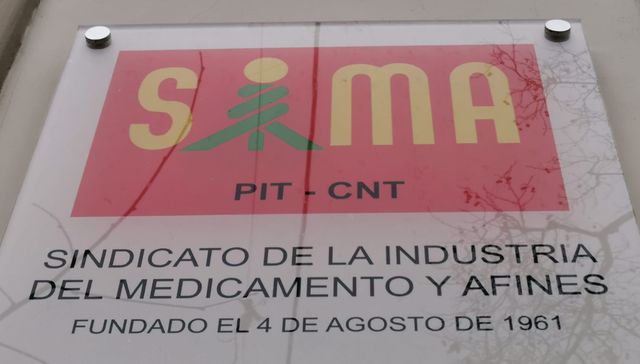 SiMA
PIT - CNT
SINDICATO DE LA INDUSTRIA
DEL MEDICAMENTO Y AFINES
FUNDADO EL 4 DE AGOSTO DE 1961